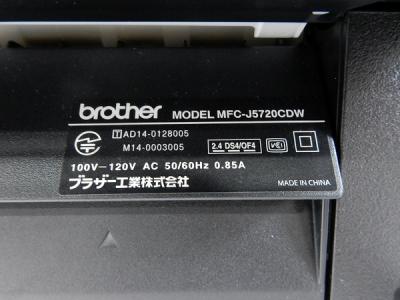 brother MODEL MFC-J5720CDW
T AD14-0128005
M14-0003005 2.4 DS4/OF4 VCI
100V−120V AC 50/60Hz 0.85A
ブラザー工業株式会社
MADE IN CHINA